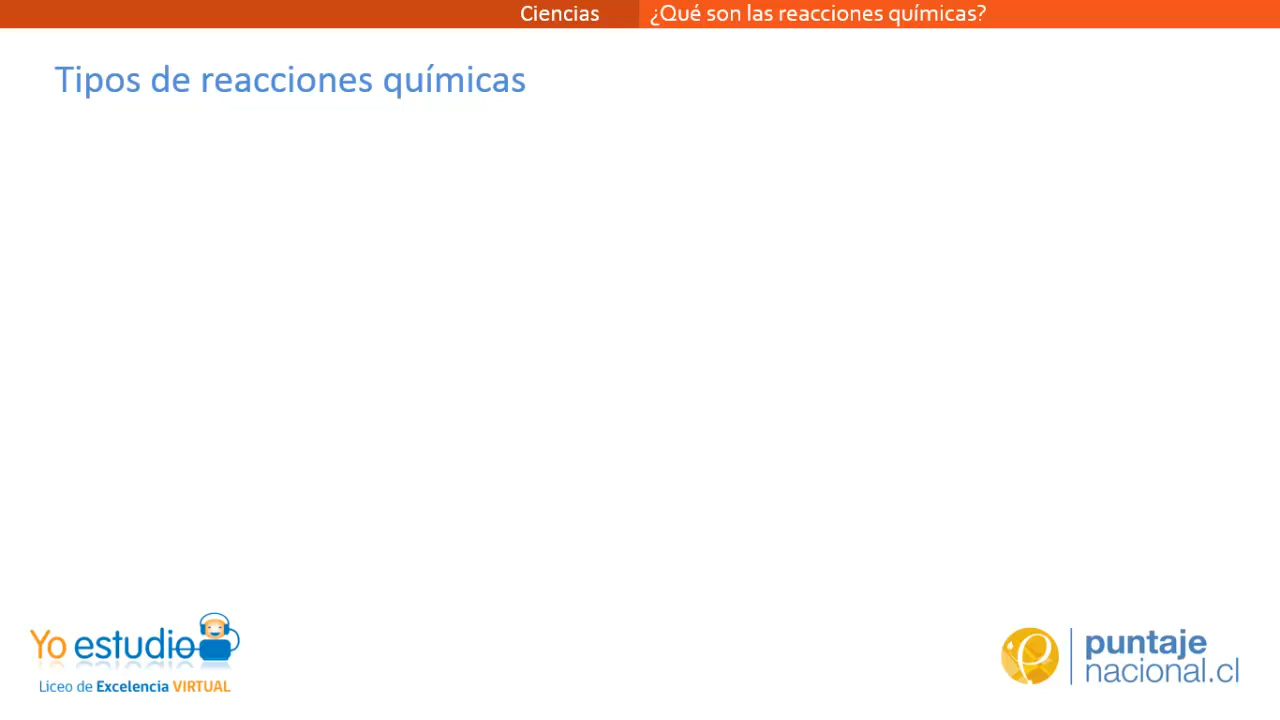 Ciencias ¿Qué son las reacciones químicas?
Tipos de reacciones químicas
Yo estudio
Liceo de Excelencia VIRTUAL
puntaje
nacional.cl